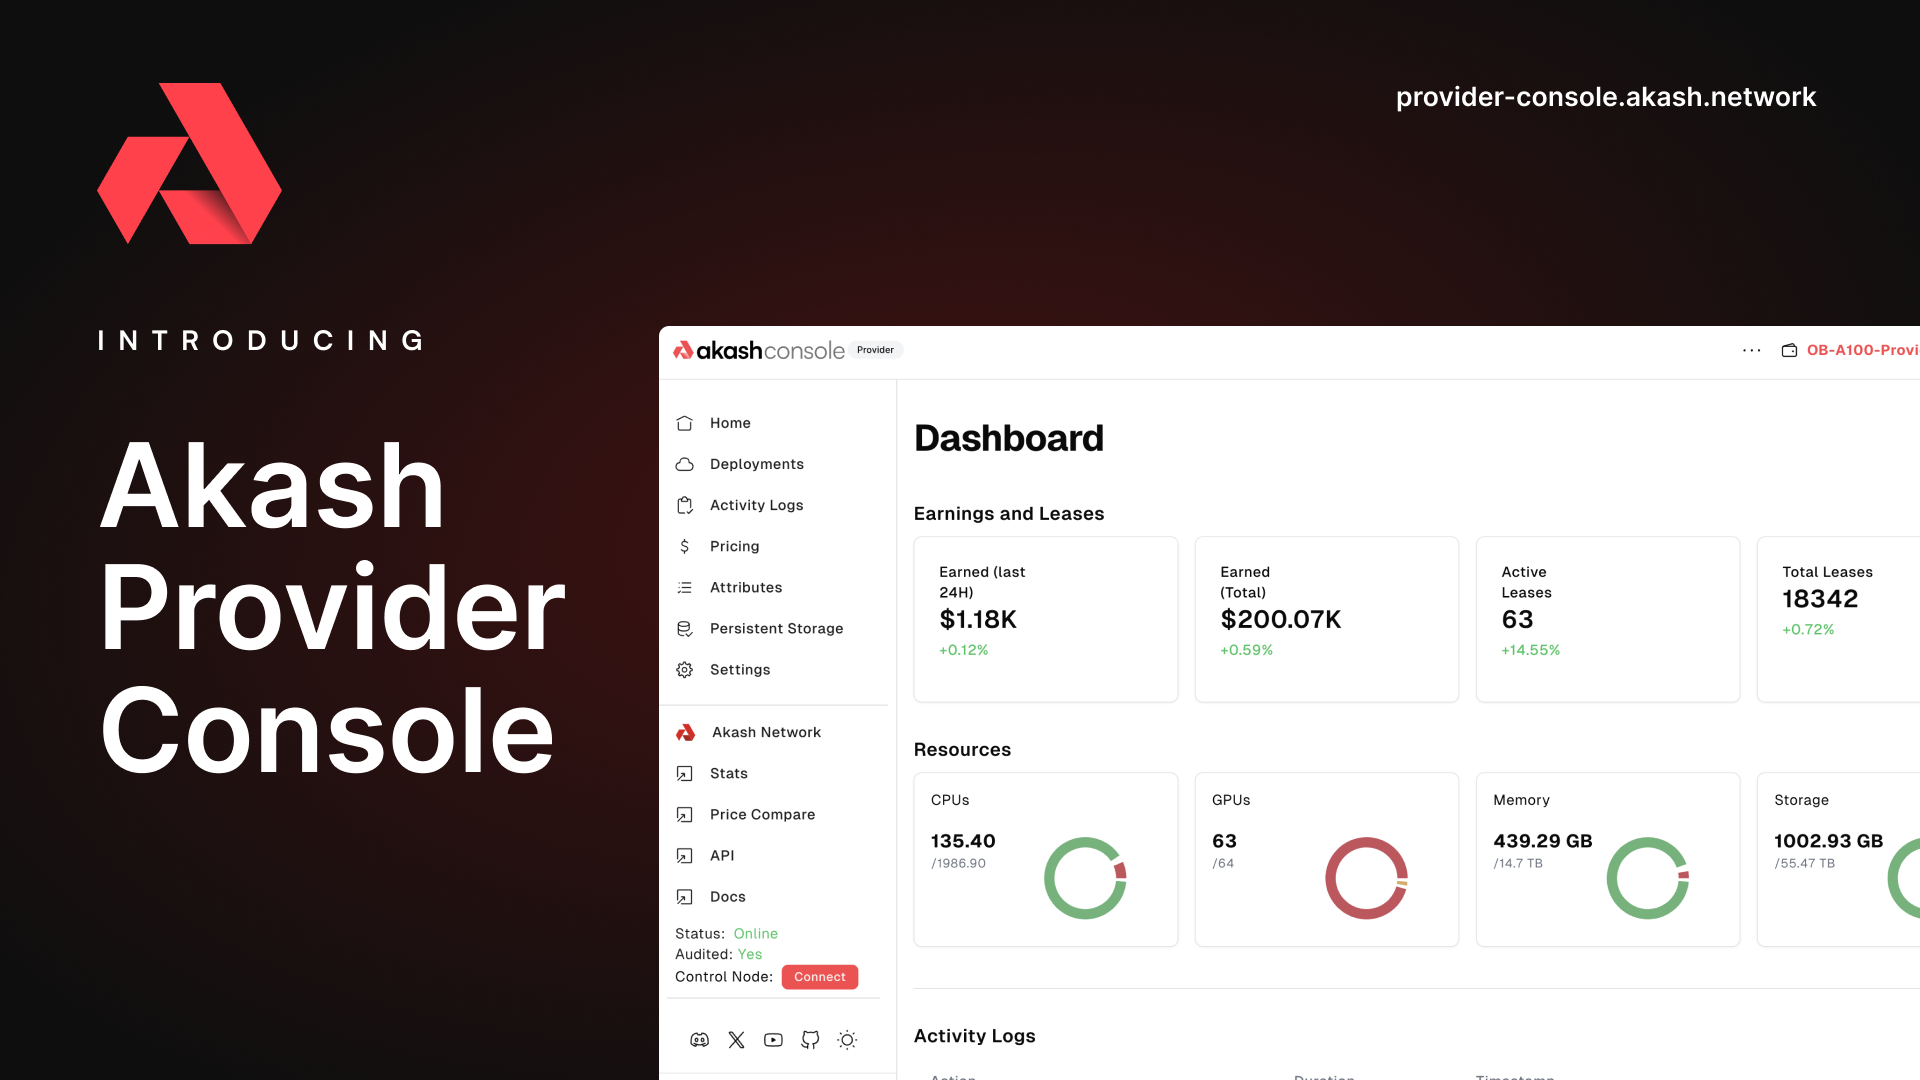 provider-console.akash.network
INTRODUCING
Akash
Provider
Console
akashconsole Provider
··· OB-A100-Provi
Home
Deployments
Activity Logs
Pricing
Attributes
Persistent Storage
Settings
Akash Network
Stats
Price Compare
API
Docs
Status: Online
Audited: Yes
Control Node: Connect
Dashboard
Earnings and Leases
Earned (last
24H)
$1.18K
+0.12%
Earned
(Total)
$200.07K
+0.59%
Active
Leases
63
+14.55%
Total Leases
18342
+0.72%
Resources
CPUs
135.40
/1986.90
GPUs
63
/64
Memory
439.29 GB
/14.7 TB
Storage
1002.93 GB
/55.47 TB
Activity Logs
Action Duration Timestamp